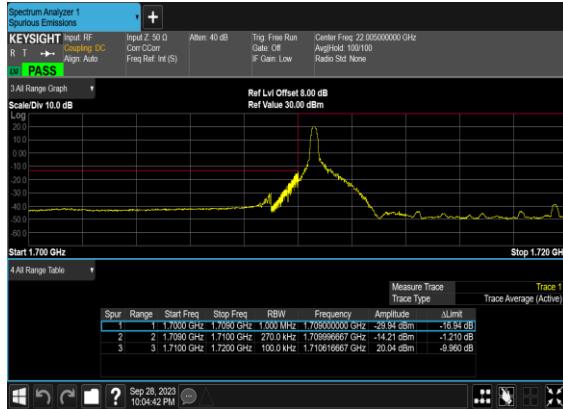 Spectrum Analyzer 1
Spurious Emissions
+
KEYSIGHT Input: RF Input Z: 50 Ω Atten: 40 dB Trig: Free Run Center Freq: 22.005000000 GHz
R T Coupling: DC Corr CCorr Gate: Off Avg|Hold: 100/100
Align: Auto Freq Ref: Int (S) IF Gain: Low Radio Std: None
PASS
3 All Range Graph
Ref Lvl Offset 8.00 dB
Scale/Div 10.0 dB Ref Value 30.00 dBm
Log
20.0
10.0
0.00
-10.0
-20.0
-30.0
-40.0
-50.0
-60.0
Start 1.700 GHz Stop 1.720 GHz
4 All Range Table
Measure Trace Trace 1
Trace Type Trace Average (Active)
Spur Range Start Freq Stop Freq RBW Frequency Amplitude ΔLimit
1 1 1.7000 GHz 1.7090 GHz 1.000 MHz 1.709000000 GHz -29.94 dBm -16.94 dB
2 2 1.7090 GHz 1.7100 GHz 270.0 kHz 1.709996667 GHz -14.21 dBm -1.210 dB
3 3 1.7100 GHz 1.7200 GHz 100.0 kHz 1.710616667 GHz 20.04 dBm -9.960 dB
?
Sep 28, 2023
10:04:42 PM